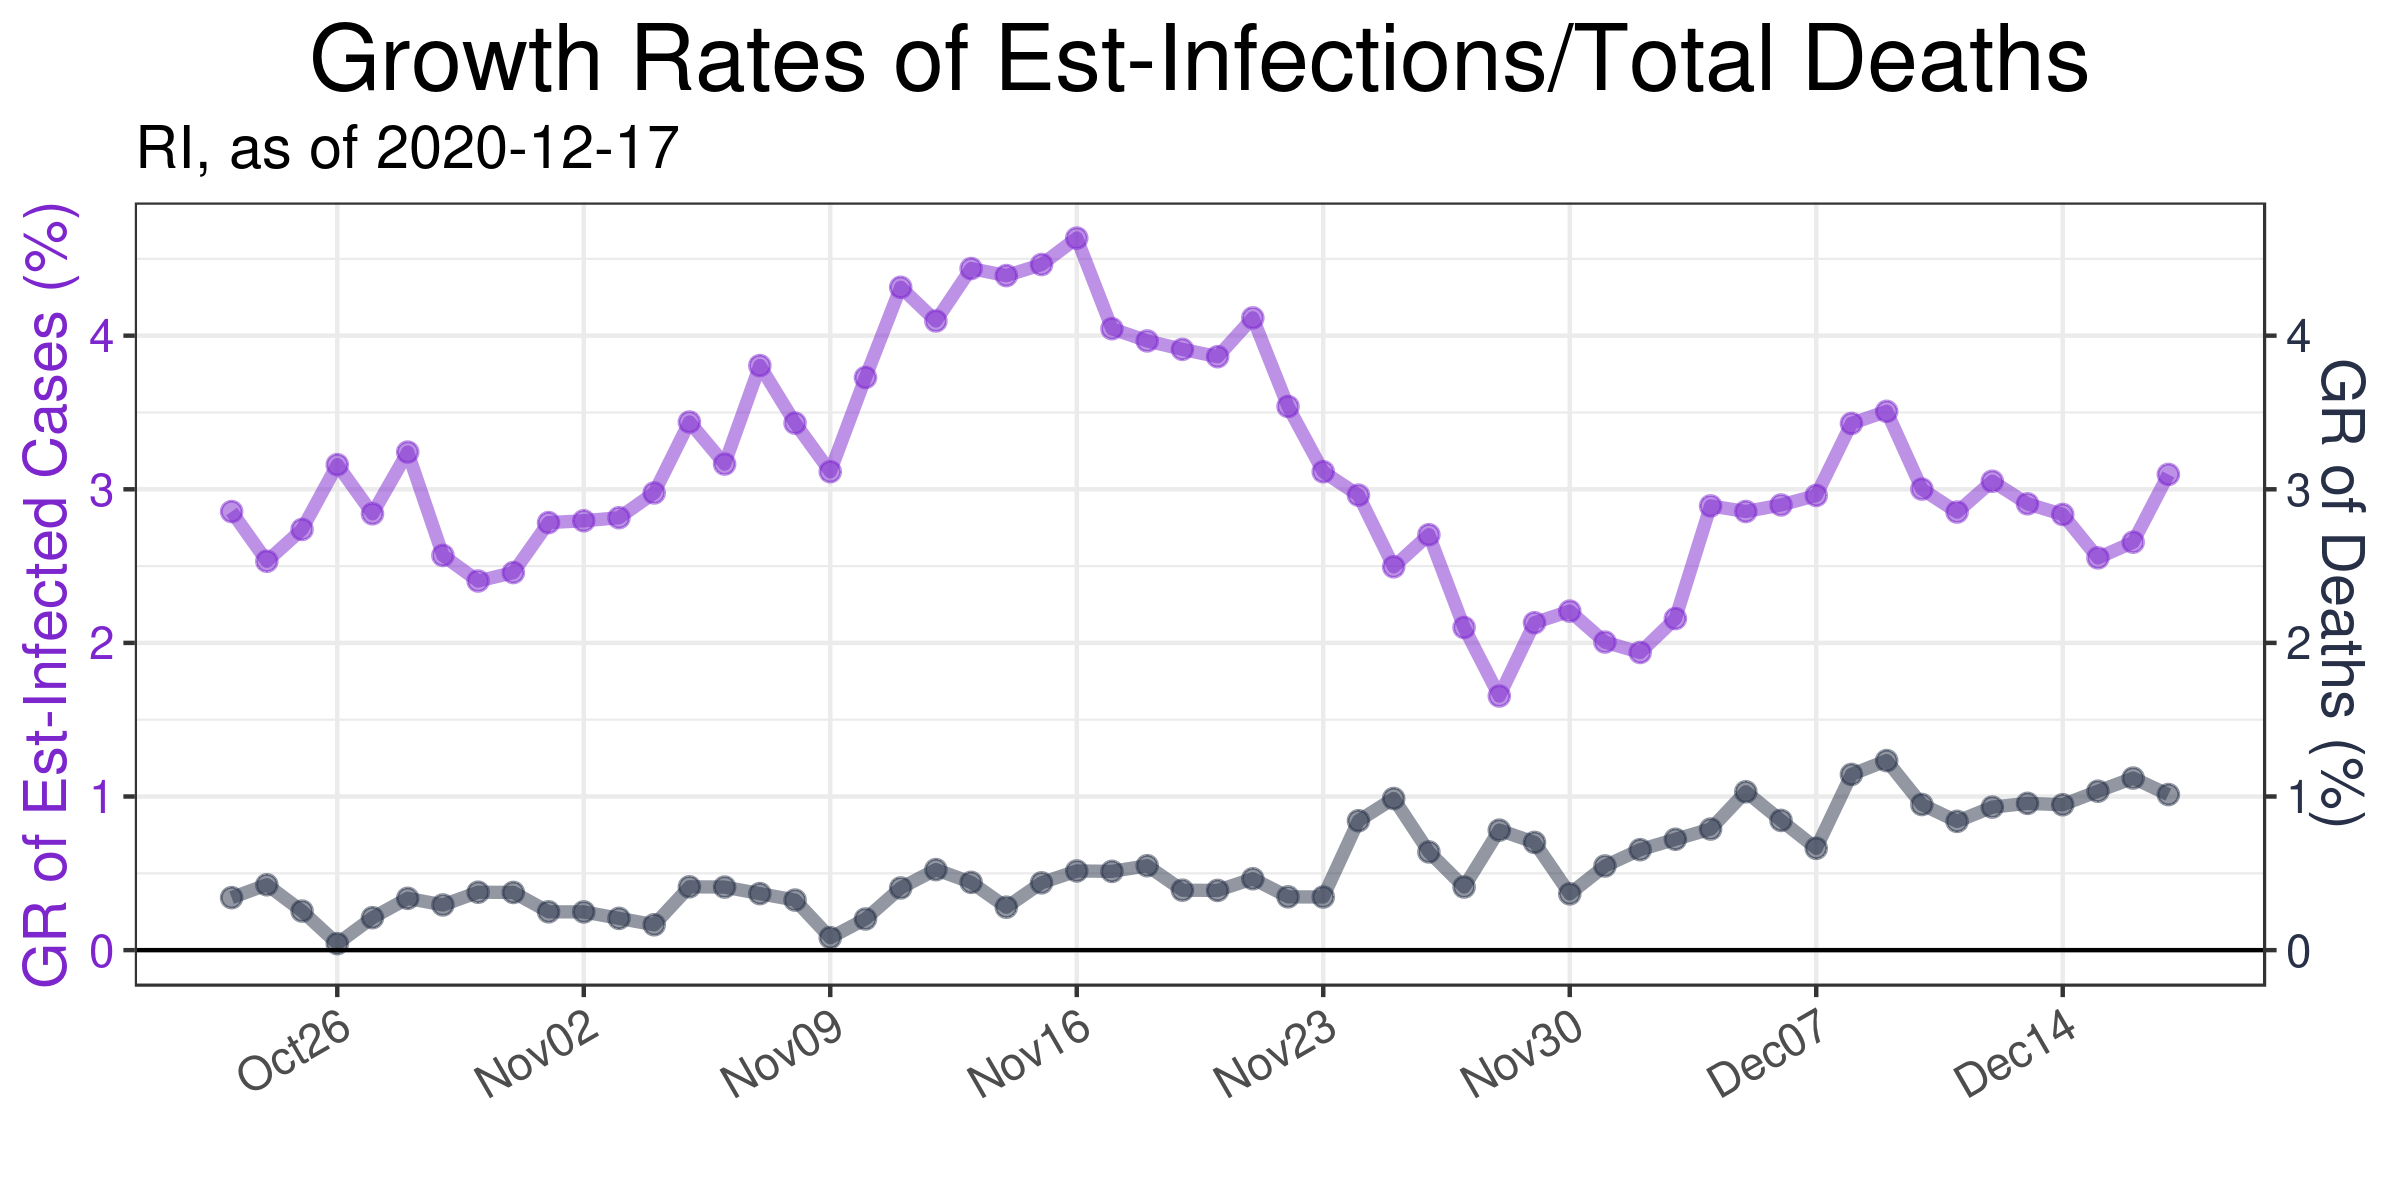 Growth Rates of Est-Infections/Total Deaths
RI, as of 2020-12-17
GR of Est-Infected Cases (%)
4
3
2
1
0
4
3
2
1
0
GR of Deaths (%)
Oct26
Nov02
Nov09
Nov16
Nov23
Nov30
Dec07
Dec14